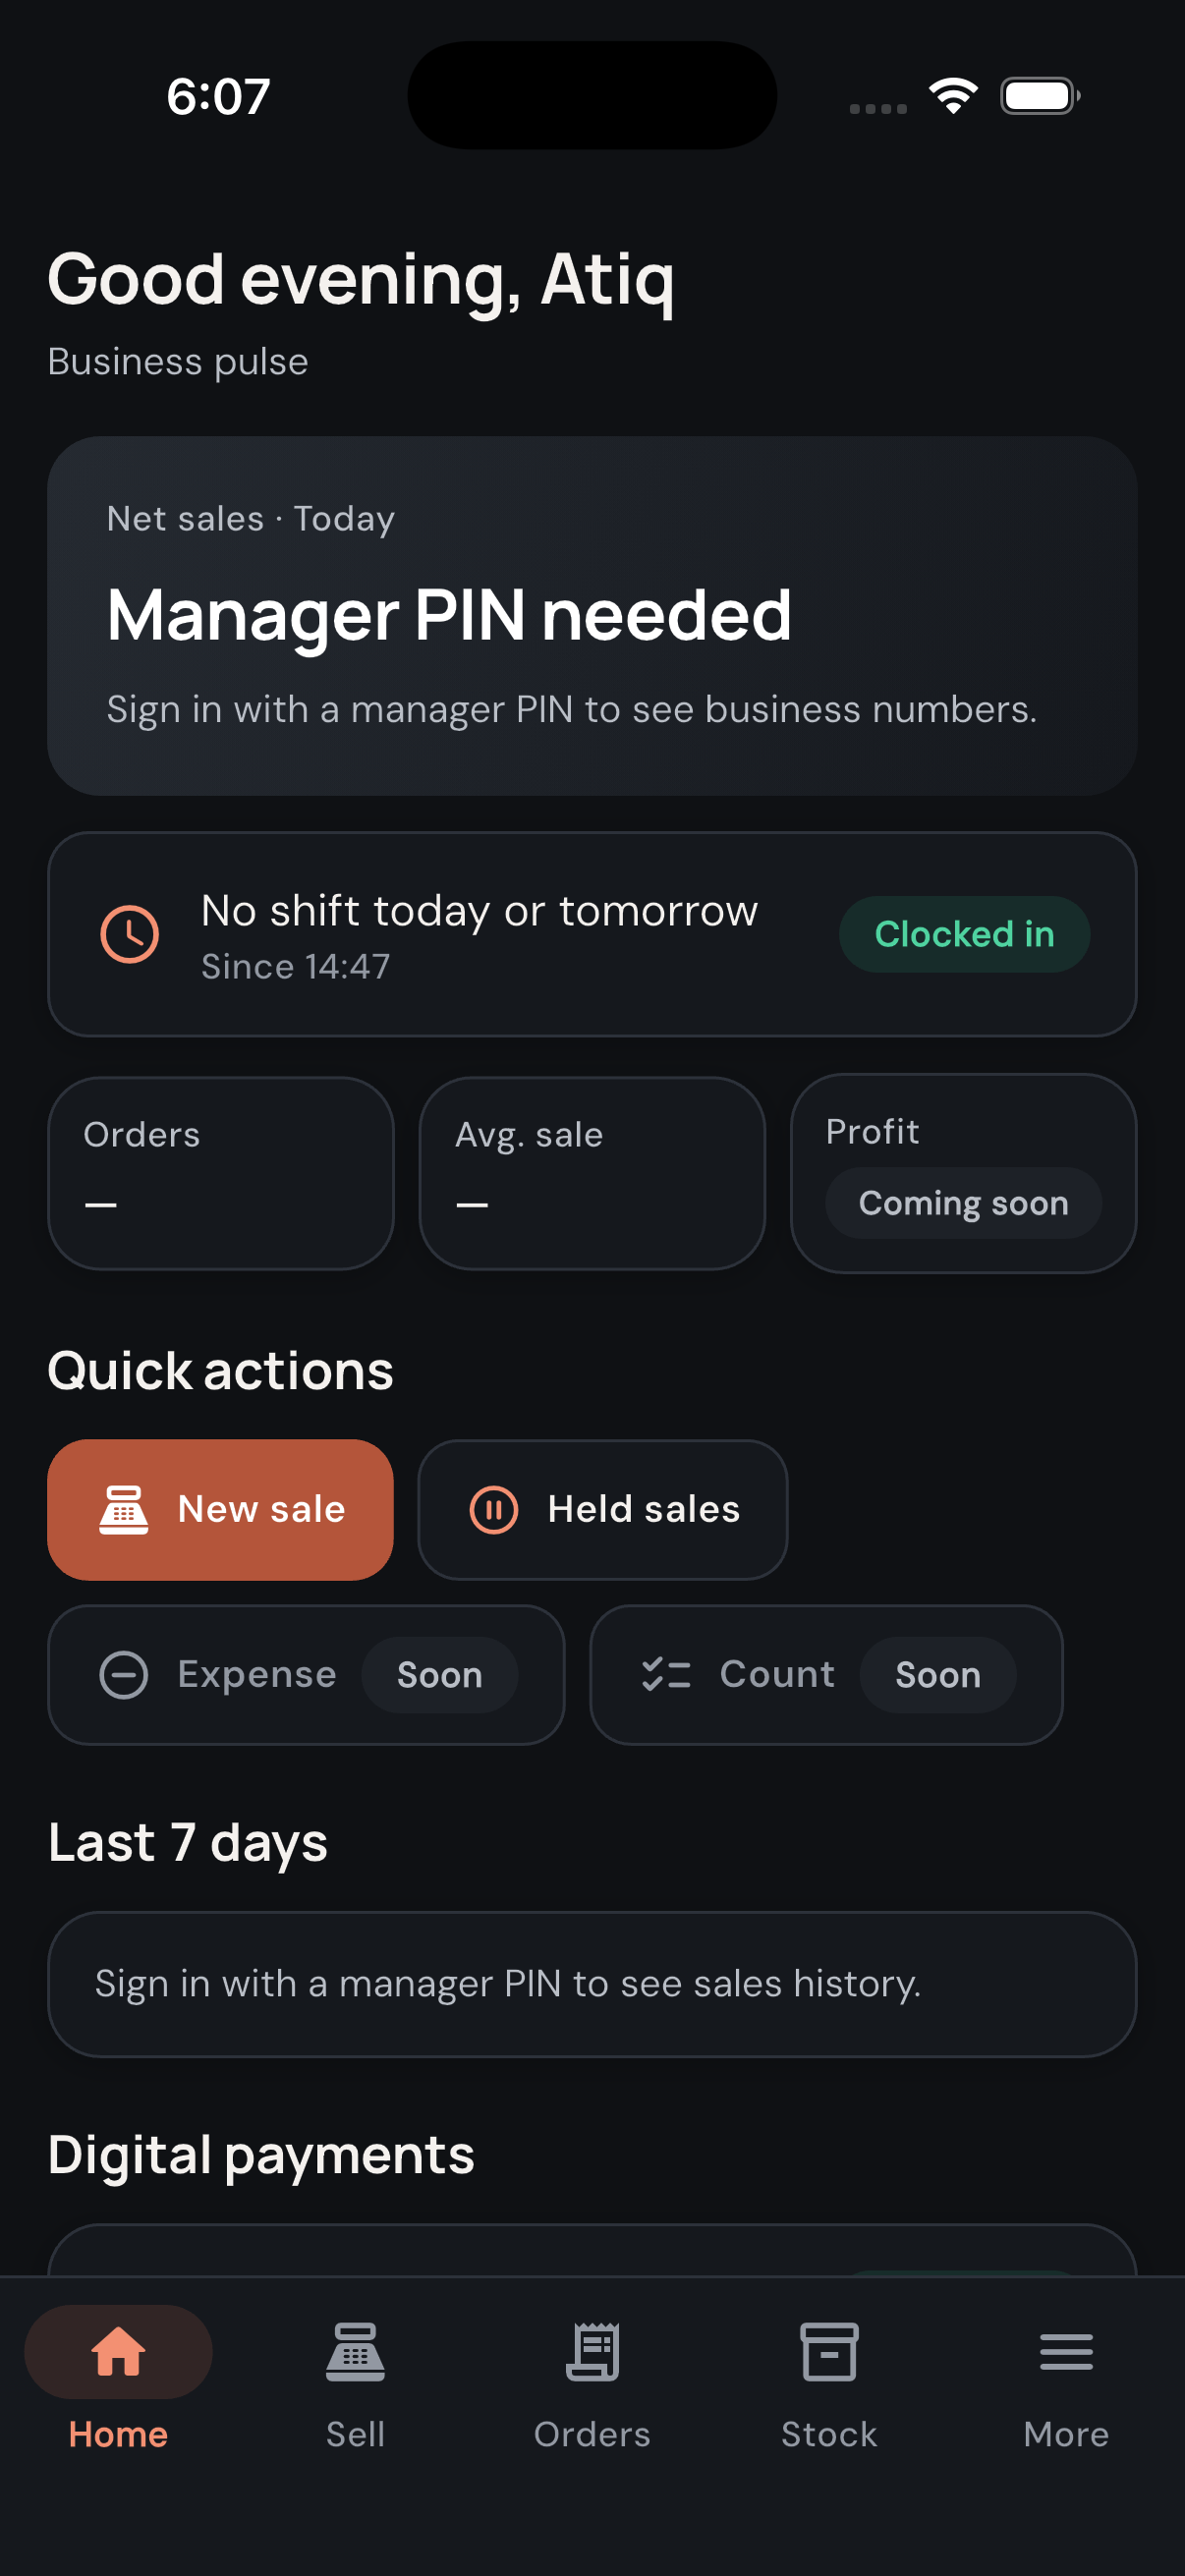 6:07
Good evening, Atiq
Business pulse
Net sales · Today
Manager PIN needed
Sign in with a manager PIN to see business numbers.
No shift today or tomorrow
Since 14:47
Clocked in
Orders
—
Avg. sale
—
Profit
Coming soon
Quick actions
New sale
Held sales
Expense
Soon
Count
Soon
Last 7 days
Sign in with a manager PIN to see sales history.
Digital payments
Home
Sell
Orders
Stock
More